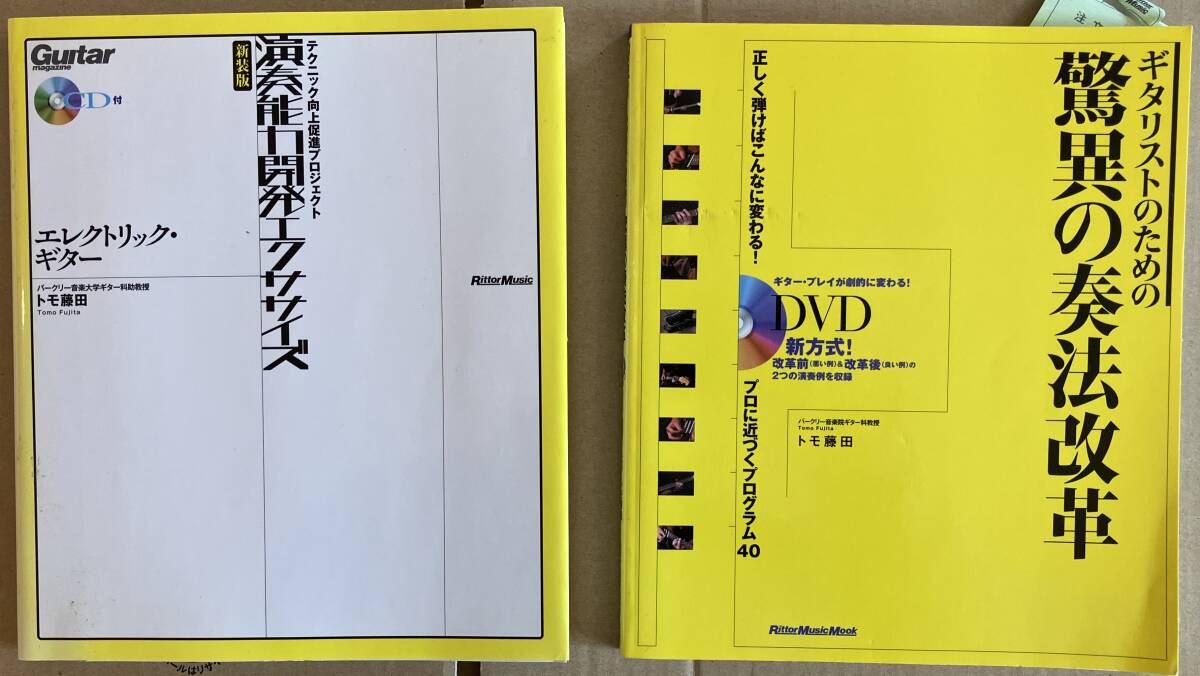 Guitar
magazine
CD付
新装版
テクニック向上促進プロジェクト
演奏能力開発エクササイズ
エレクトリック・
ギター
バークリー音楽大学ギター科助教授
トモ藤田
Tomo Fujita
RittorMusic
ギタリストのための
驚異の奏法改革
正しく弾けばこんなに変わる!
ギター・プレイが劇的に変わる!
DVD
新方式!
改革前(悪い例)&改革後(良い例)の
2つの演奏例を収録
プロに近づくプログラム40
バークリー音楽院ギター科教授
Tomo Fujita
トモ藤田
RittorMusicMook
注文
Music